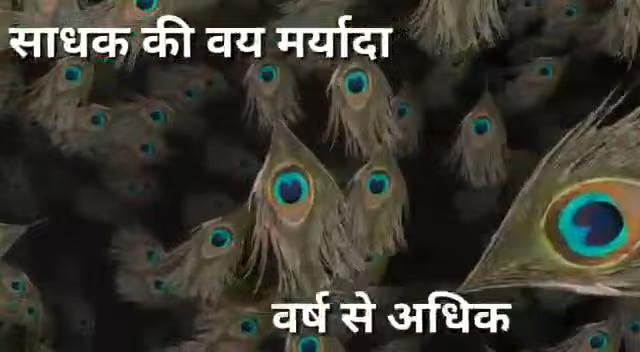 साधक की वय मर्यादा
वर्ष से अधिक